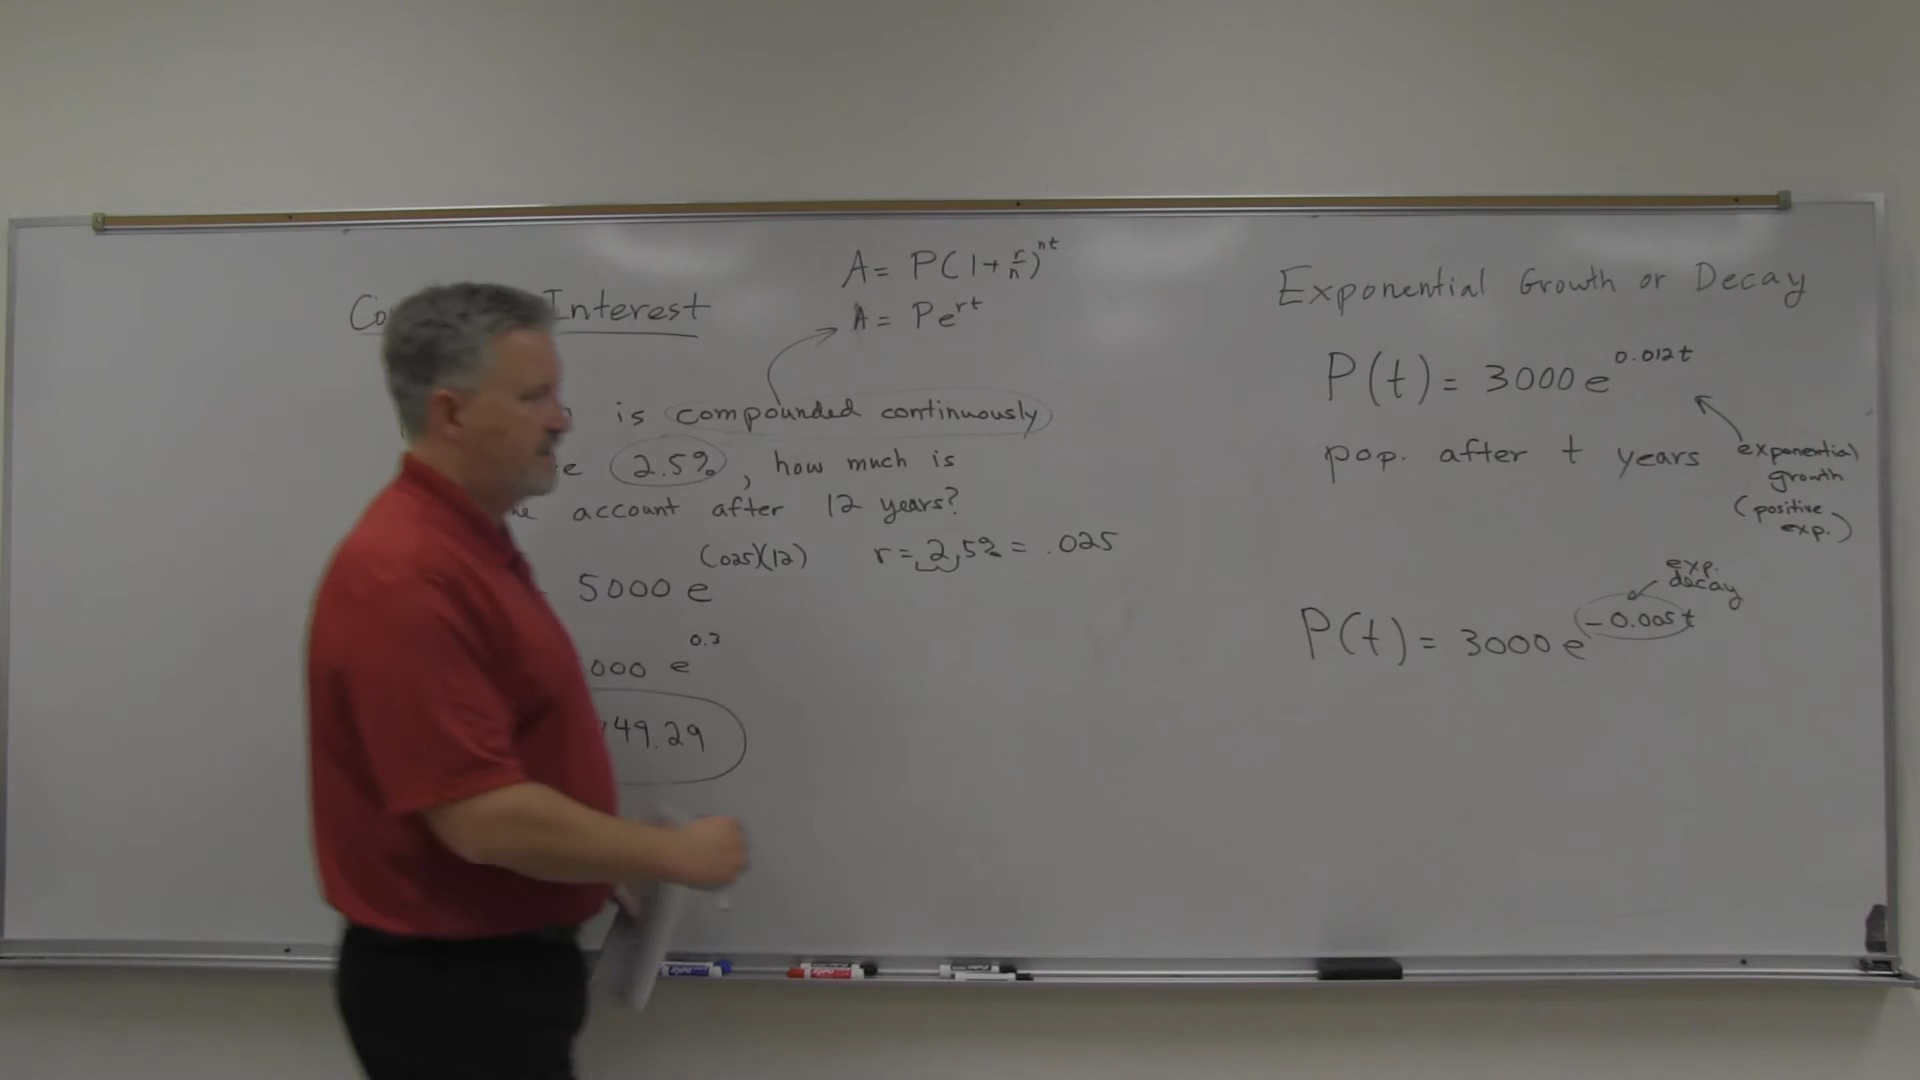 Interest
A = P(1 + r/n)^nt
A = Pe^rt
is compounded continuously
2.5%, how much is
account after 12 years?
(025)(12) r = 2.5% = .025
5000 e
000 e^0.3
49.29
Exponential Growth or Decay
P(t) = 3000 e^0.012t
pop. after t years
exponential
growth
(positive
exp.)
exp.
decay
P(t) = 3000 e^-0.005t